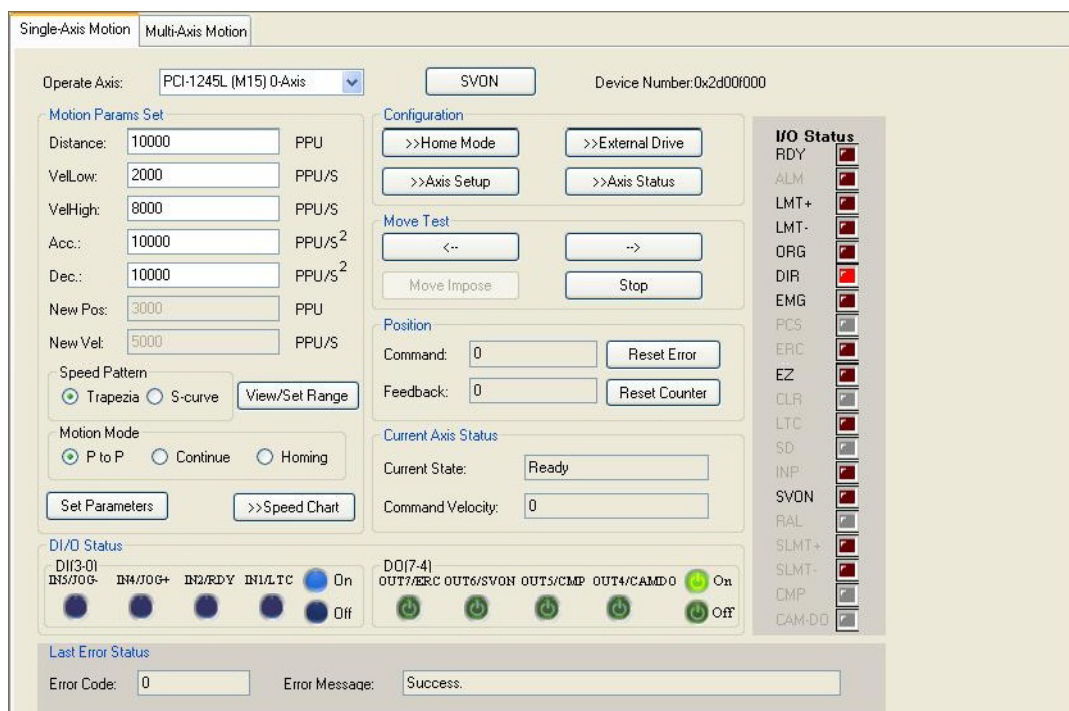 Single-Axis Motion Multi-Axis Motion
Operate Axis: PCI-1245L (M15) 0-Axis SVON Device Number:0x2d00f000
Motion Params Set
Distance: 10000 PPU
VelLow: 2000 PPU/S
VelHigh: 8000 PPU/S
Acc.: 10000 PPU/S2
Dec.: 10000 PPU/S2
New Pos: 3000 PPU
New Vel: 5000 PPU/S
Speed Pattern
Trapezia S-curve View/Set Range
Motion Mode
P to P Continue Homing
Set Parameters >>Speed Chart
Configuration
>>Home Mode >>External Drive
>>Axis Setup >>Axis Status
Move Test
<-- -->
Move Impose Stop
Position
Command: 0 Reset Error
Feedback: 0 Reset Counter
Current Axis Status
Current State: Ready
Command Velocity: 0
I/O Status
RDY
ALM
LMT+
LMT-
ORG
DIR
EMG
PCS
ERC
EZ
CLR
LTC
SD
INP
SVON
RAL
SLMT+
SLMT-
CMP
CAM-DO
DI/O Status
DI(3-0)
IN5/JOG- IN4/JOG+ IN2/RDY IN1/LTC On
Off
DO(7-4)
OUT7/ERC OUT6/SVON OUT5/CMP OUT4/CAMDO On
Off
Last Error Status
Error Code: 0 Error Message: Success.